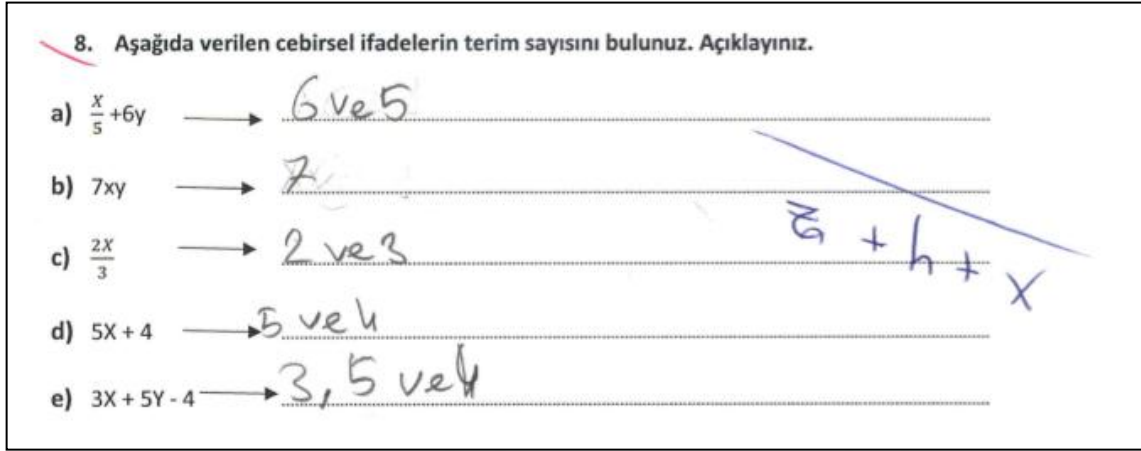 8. Aşağıda verilen cebirsel ifadelerin terim sayısını bulunuz. Açıklayınız.
a) x/5 +6y → 6 ve 5
b) 7xy → 7
c) 2X/3 → 2 ve 3
d) 5X + 4 → 5 ve 4
e) 3X + 5Y - 4 → 3, 5 ve 4
x + y + z